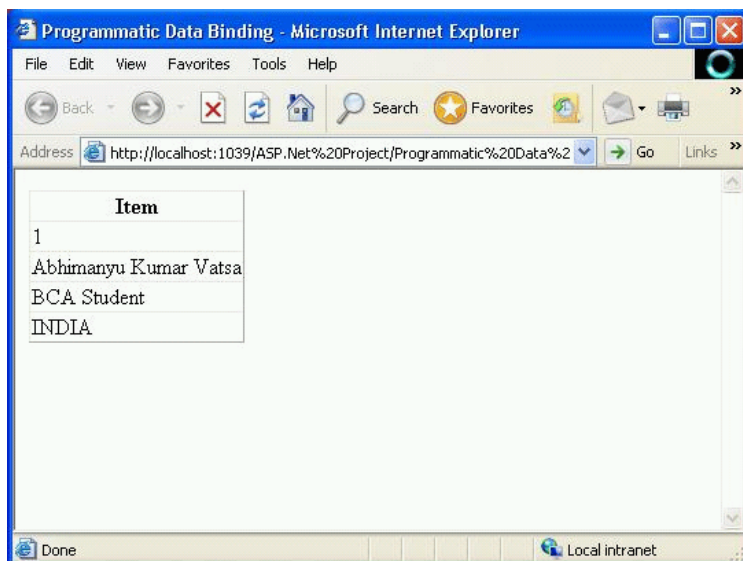 Programmatic Data Binding - Microsoft Internet Explorer
File Edit View Favorites Tools Help
Back Search Favorites »
Address http://localhost:1039/ASP.Net%20Project/Programmatic%20Data%2 Go Links »
Item
1
Abhimanyu Kumar Vatsa
BCA Student
INDIA
Done Local intranet